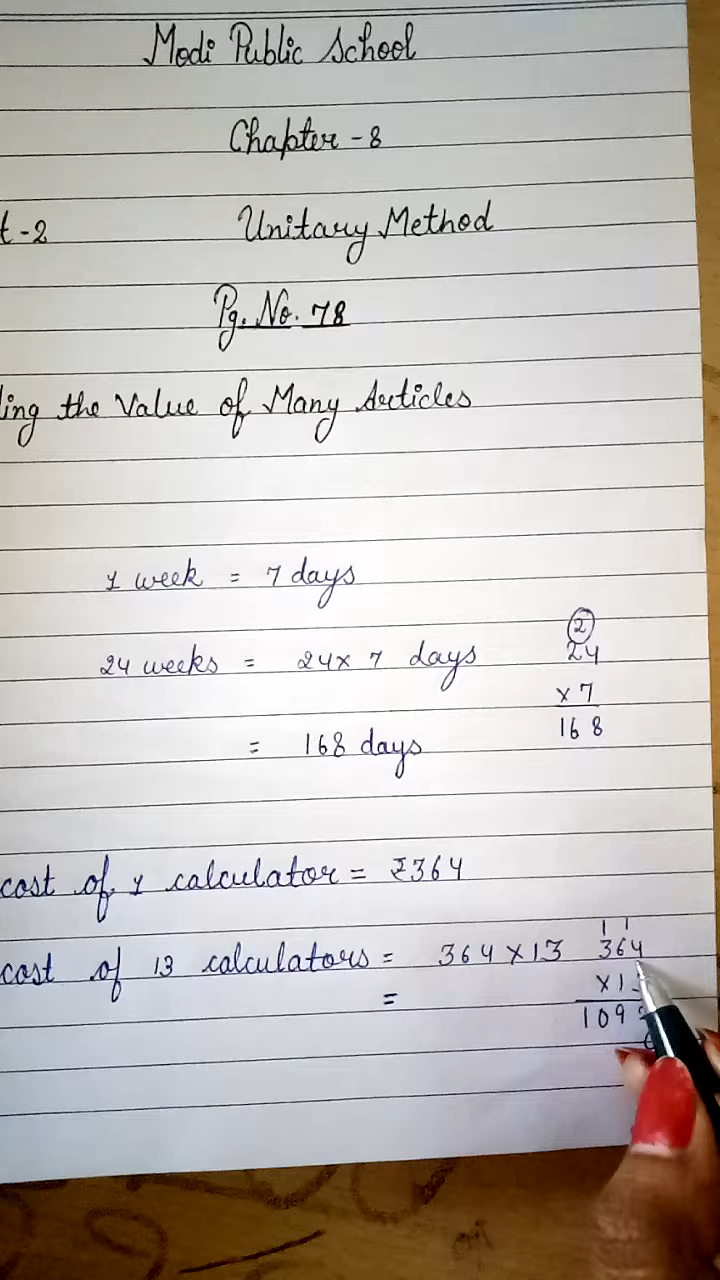 Modi Public School
Chapter - 8
t - 2 Unitary Method
Pg. No. 78
ing the Value of Many Articles
1 week = 7 days
24 weeks = 24 x 7 days
= 168 days
2
24
x 7
168
cost of 1 calculator = ₹364
cost of 13 calculators = 364 x 13
=
1 1
364
x 1
109